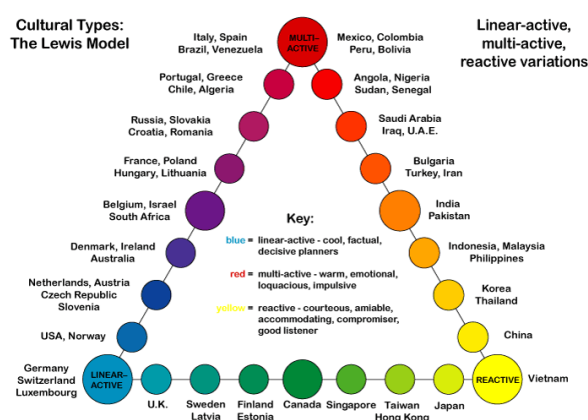 Cultural Types:
The Lewis Model
Linear-active,
multi-active,
reactive variations
MULTI-
ACTIVE
Italy, Spain
Brazil, Venezuela
Mexico, Colombia
Peru, Bolivia
Portugal, Greece
Chile, Algeria
Angola, Nigeria
Sudan, Senegal
Russia, Slovakia
Croatia, Romania
Saudi Arabia
Iraq, U.A.E.
France, Poland
Hungary, Lithuania
Bulgaria
Turkey, Iran
Belgium, Israel
South Africa
India
Pakistan
Key:
blue = linear-active - cool, factual,
decisive planners
red = multi-active - warm, emotional,
loquacious, impulsive
yellow = reactive - courteous, amiable,
accommodating, compromiser,
good listener
Denmark, Ireland
Australia
Indonesia, Malaysia
Philippines
Netherlands, Austria
Czech Republic
Slovenia
Korea
Thailand
USA, Norway
China
Germany
Switzerland
Luxembourg
LINEAR-
ACTIVE
REACTIVE
Vietnam
U.K.
Sweden
Latvia
Finland
Estonia
Canada
Singapore
Taiwan
Hong Kong
Japan